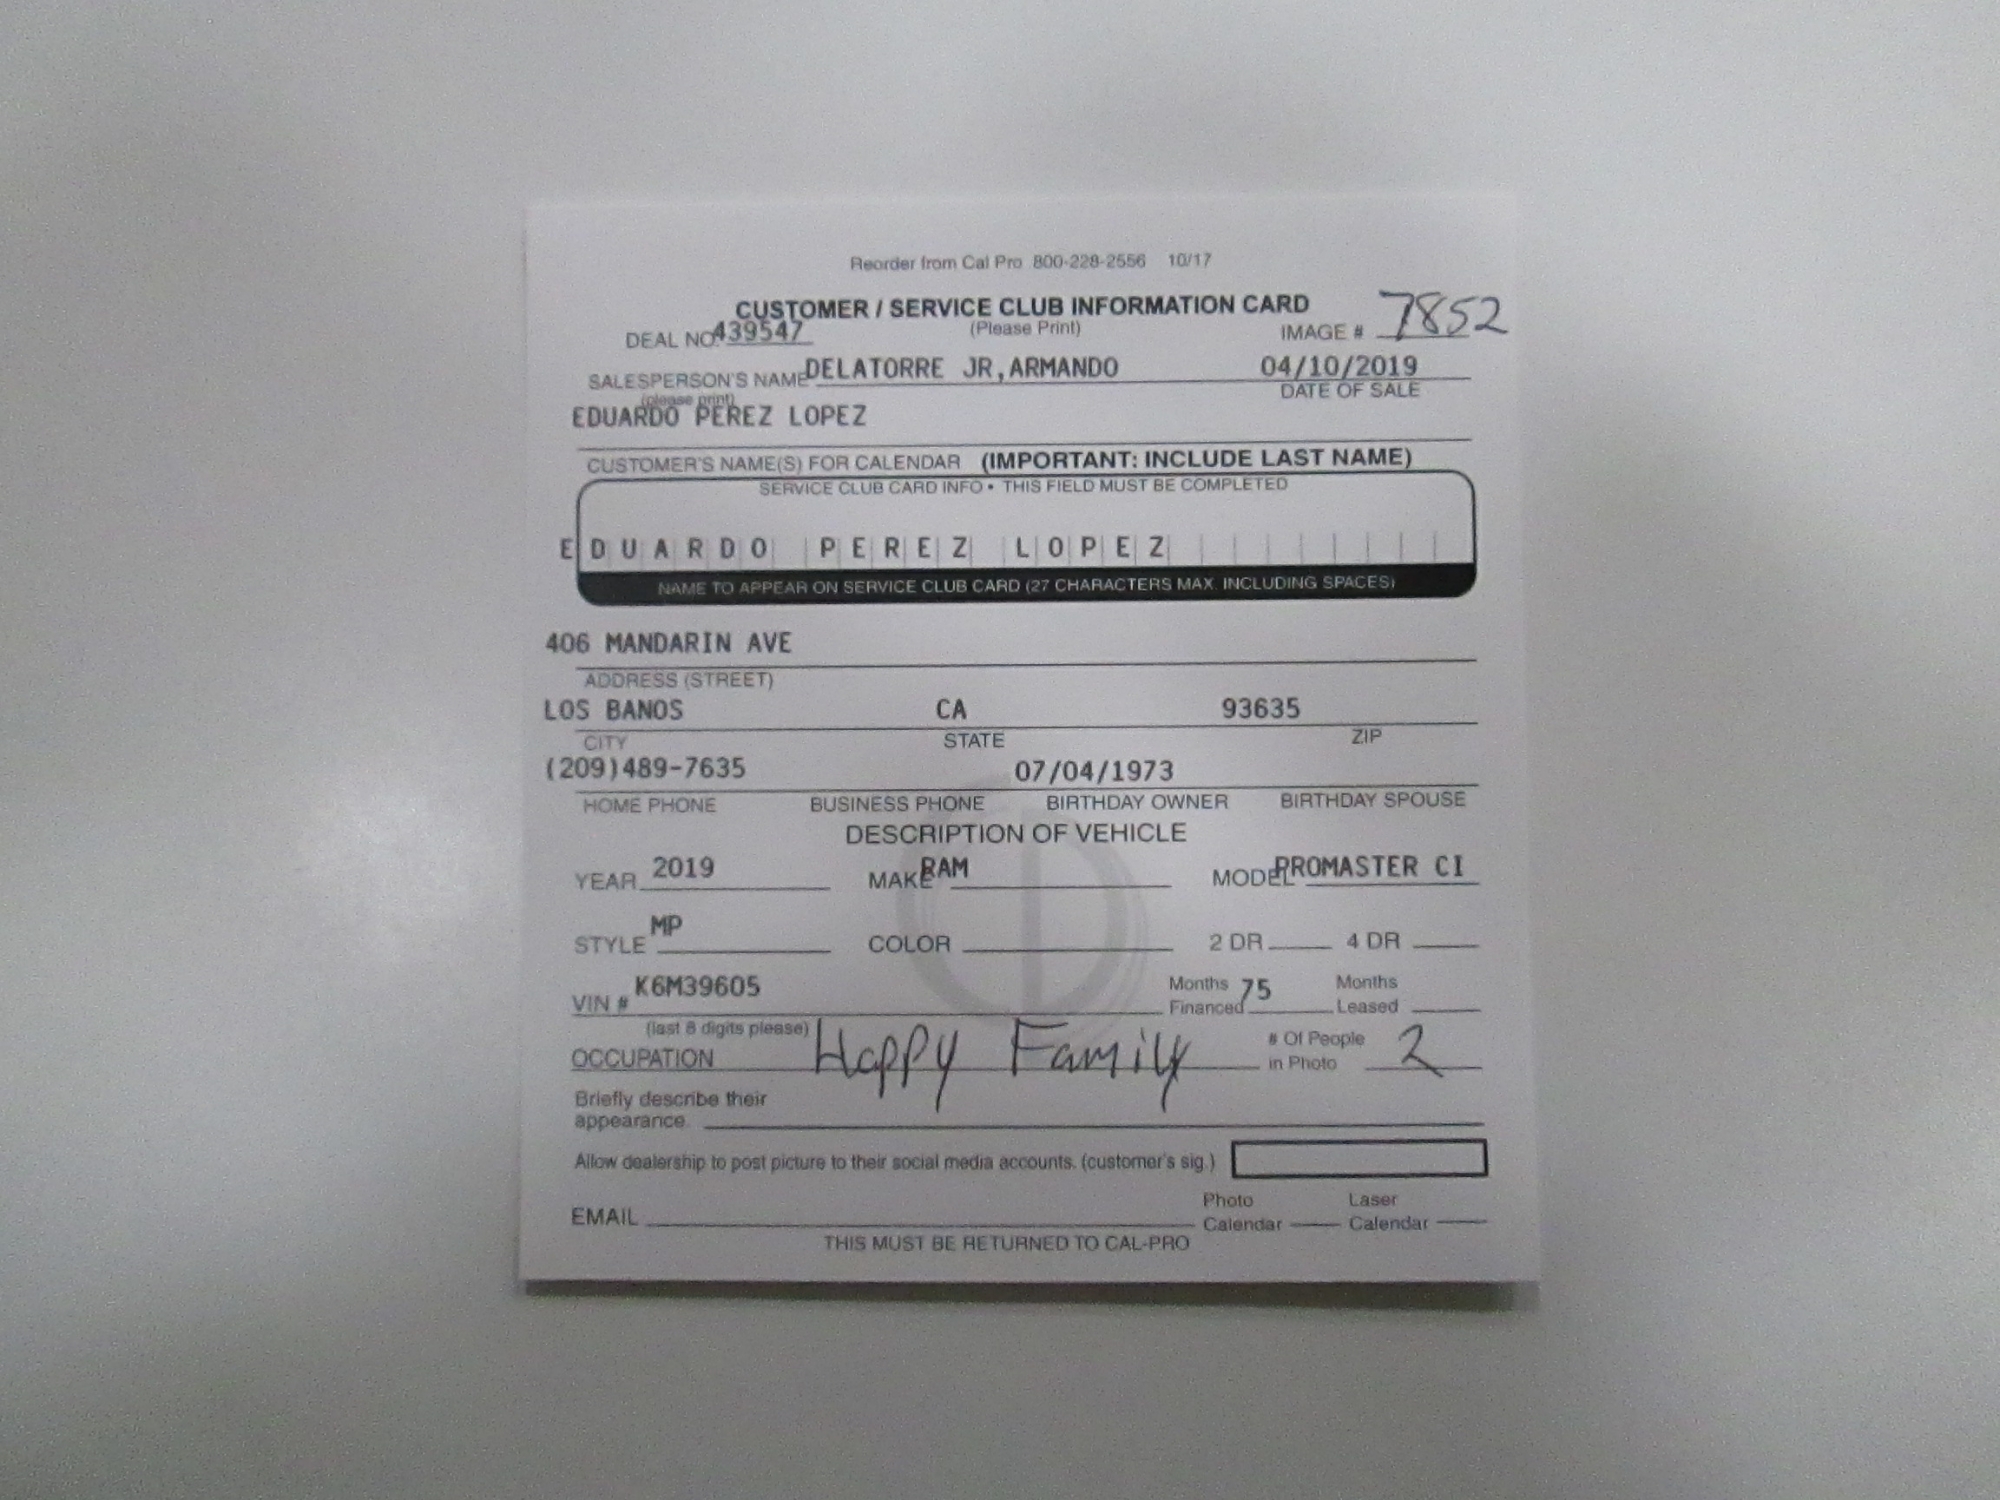 Reorder from Cal Pro 800-228-2556 10/17
CUSTOMER / SERVICE CLUB INFORMATION CARD
DEAL NO. 439547 (Please Print) IMAGE # 7852
SALESPERSON'S NAME DELATORRE JR,ARMANDO 04/10/2019
(please print) DATE OF SALE
EDUARDO PEREZ LOPEZ
CUSTOMER'S NAME(S) FOR CALENDAR (IMPORTANT: INCLUDE LAST NAME)
SERVICE CLUB CARD INFO • THIS FIELD MUST BE COMPLETED
EDUARDO PEREZ LOPEZ
NAME TO APPEAR ON SERVICE CLUB CARD (27 CHARACTERS MAX. INCLUDING SPACES)
406 MANDARIN AVE
ADDRESS (STREET)
LOS BANOS CA 93635
CITY STATE ZIP
(209)489-7635 07/04/1973
HOME PHONE BUSINESS PHONE BIRTHDAY OWNER BIRTHDAY SPOUSE
DESCRIPTION OF VEHICLE
YEAR 2019 MAKE RAM MODEL PROMASTER CI
STYLE MP COLOR 2 DR 4 DR
VIN # K6M39605 Months Financed 75 Months Leased
(last 8 digits please)
OCCUPATION Happy Family # Of People in Photo 2
Briefly describe their
appearance
Allow dealership to post picture to their social media accounts. (customer's sig.)
EMAIL Photo Calendar Laser Calendar
THIS MUST BE RETURNED TO CAL-PRO